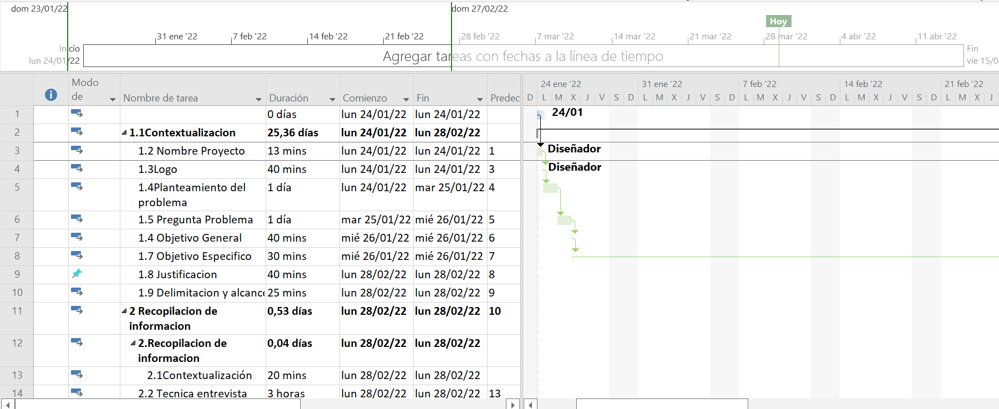 dom 23/01/22
dom 27/02/22
Hoy
31 ene '22
7 feb '22
14 feb '22
21 feb '22
28 feb '22
7 mar '22
14 mar '22
21 mar '22
28 mar '22
4 abr '22
11 abr '22
Inicio
lun 24/01/22
Agregar tareas con fechas a la línea de tiempo
Fin
vie 15/0
Modo de
Nombre de tarea
Duración
Comienzo
Fin
Predec
24 ene '22
31 ene '22
7 feb '22
14 feb '22
21 feb '22
D L M X J V S D L M X J V S D L M X J V S D L M X J V S D L M X J
1 0 días lun 24/01/22 lun 24/01/22
24/01
2 1.1Contextualizacion 25,36 días lun 24/01/22 lun 28/02/22
3 1.2 Nombre Proyecto 13 mins lun 24/01/22 lun 24/01/22 1
Diseñador
4 1.3Logo 40 mins lun 24/01/22 lun 24/01/22 3
Diseñador
5 1.4Planteamiento del problema 1 día lun 24/01/22 mar 25/01/22 4
6 1.5 Pregunta Problema 1 día mar 25/01/22 mié 26/01/22 5
7 1.4 Objetivo General 40 mins mié 26/01/22 mié 26/01/22 6
8 1.7 Objetivo Especifico 30 mins mié 26/01/22 mié 26/01/22 7
9 1.8 Justificacion 40 mins lun 28/02/22 lun 28/02/22 8
10 1.9 Delimitacion y alcance 25 mins lun 28/02/22 lun 28/02/22 9
11 2 Recopilacion de informacion 0,53 días lun 28/02/22 lun 28/02/22 10
12 2.Recopilacion de informacion 0,04 días lun 28/02/22 lun 28/02/22
13 2.1Contextualización 20 mins lun 28/02/22 lun 28/02/22
14 2.2 Tecnica entrevista 3 horas lun 28/02/22 lun 28/02/22 13